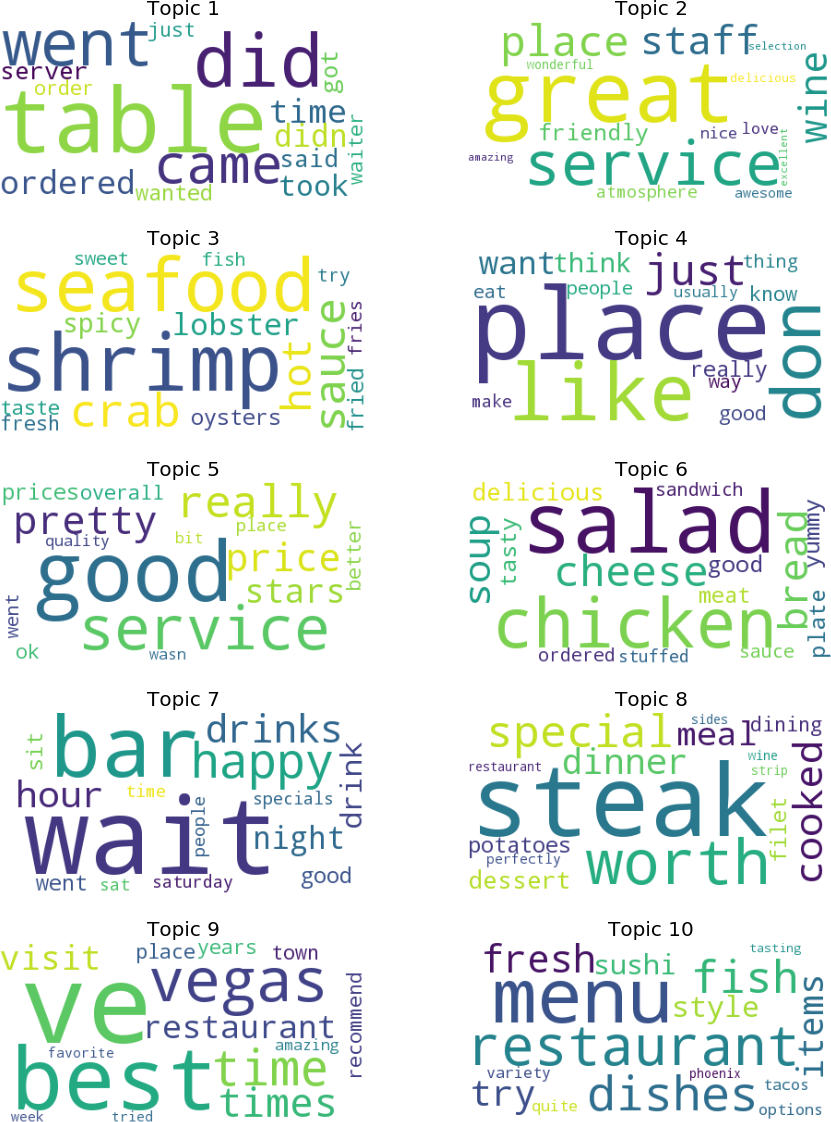 Topic 1
went just
did
server
order
got
table
time
didn
came said
waiter
ordered wanted took
Topic 2
place staff
selection
wonderful
great
delicious
wine
friendly nice love
amazing
service
excellent
atmosphere awesome
Topic 3
sweet fish
seafood try
spicy lobster
sauce
fries
shrimp
hot
taste
fresh
crab oysters
fried
Topic 4
want think just thing
eat people usually know
place
don
really
like way
make good
Topic 5
prices overall
really
pretty
quality bit place
good price
stars
better
went
service
ok wasn
Topic 6
delicious sandwich
salad
soup
tasty
yummy
bread
cheese good
meat
chicken
plate
ordered stuffed sauce
Topic 7
bar drinks
sit
happy
hour time specials
drink
wait
people
night
went sat saturday good
Topic 8
special sides meal dining
restaurant dinner wine
strip
steak
cooked
filet
potatoes
perfectly
worth
dessert
Topic 9
visit place years town
ve vegas
restaurant
recommend
favorite amazing
best time
times
week tried
Topic 10
fresh sushi tasting
fish
menu style
items
restaurant
variety phoenix
try quite dishes tacos
options